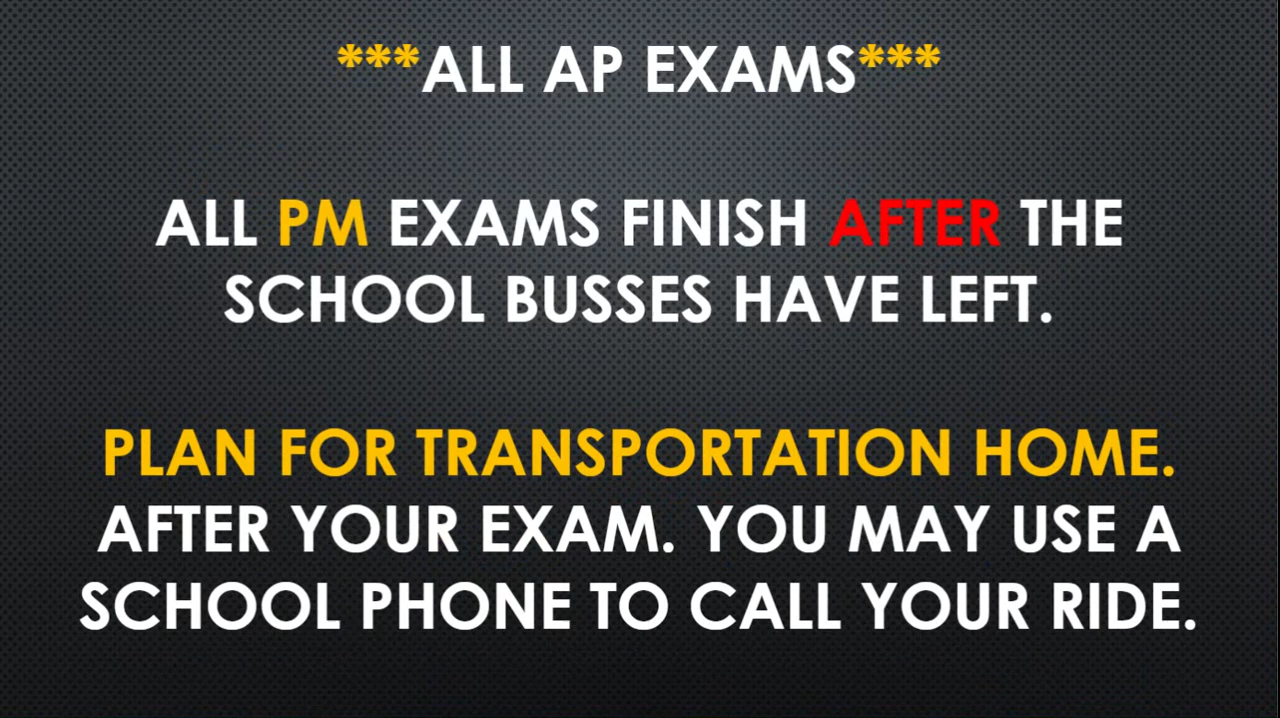 ***ALL AP EXAMS***
ALL PM EXAMS FINISH AFTER THE
SCHOOL BUSSES HAVE LEFT.
PLAN FOR TRANSPORTATION HOME.
AFTER YOUR EXAM. YOU MAY USE A
SCHOOL PHONE TO CALL YOUR RIDE.